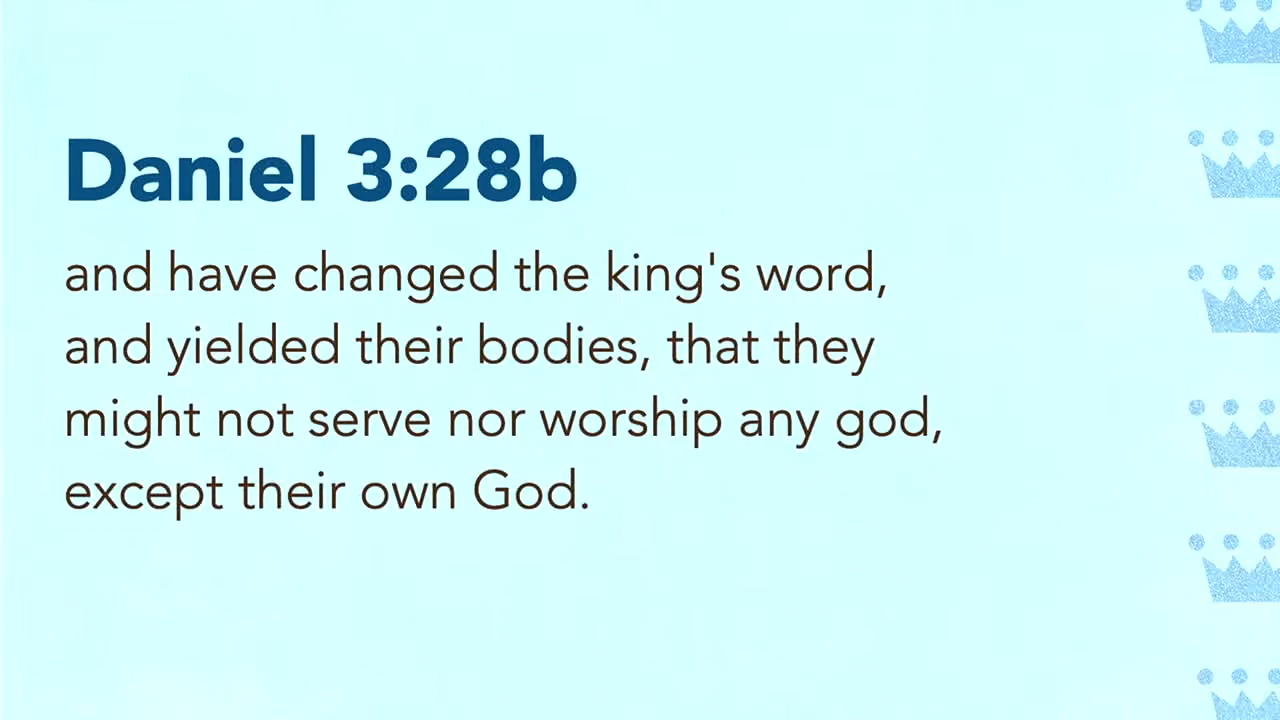 Daniel 3:28b
and have changed the king's word,
and yielded their bodies, that they
might not serve nor worship any god,
except their own God.